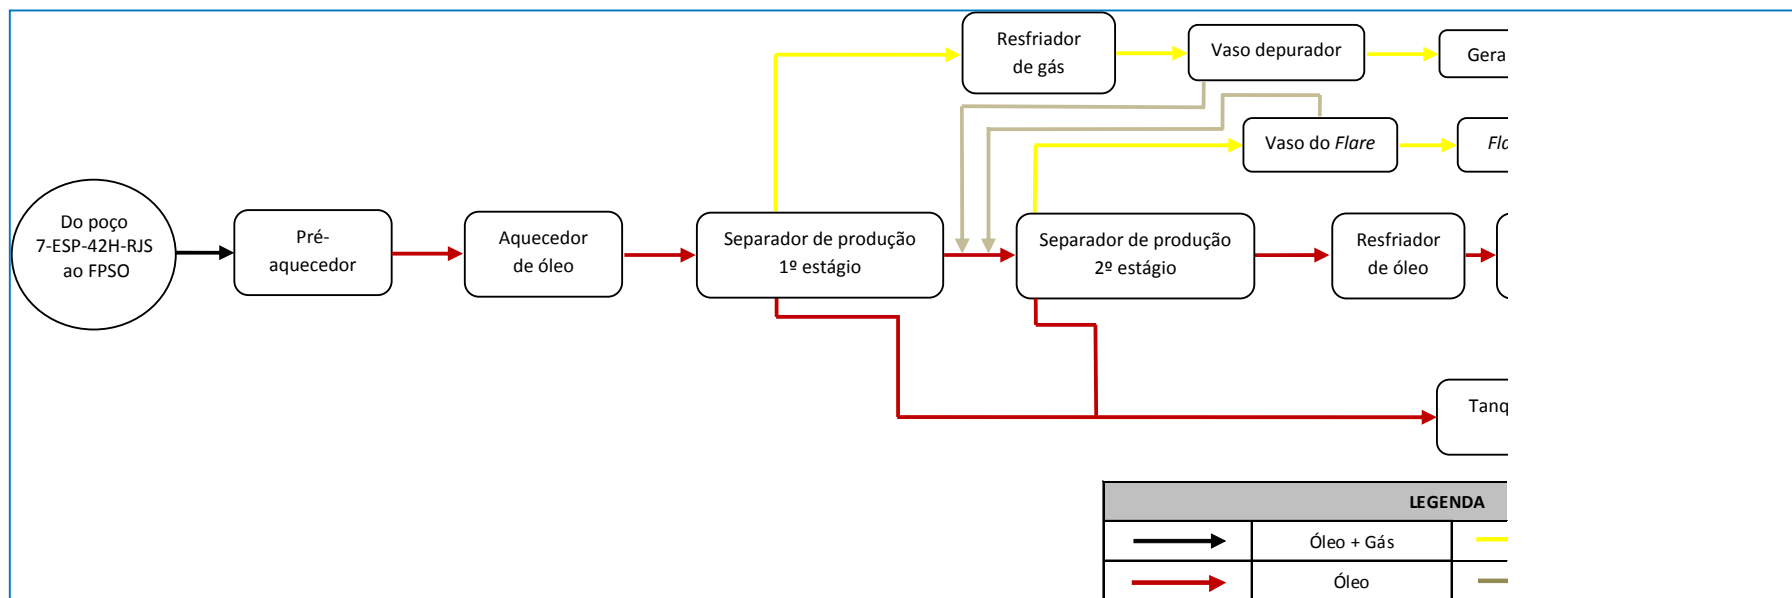 Resfriador
de gás
Vaso depurador
Vaso do Flare
Do poço
7-ESP-42H-RJS
ao FPSO
Pré-
aquecedor
Aquecedor
de óleo
Separador de produção
1º estágio
Separador de produção
2º estágio
Resfriador
de óleo
LEGENDA
Óleo + Gás
Óleo